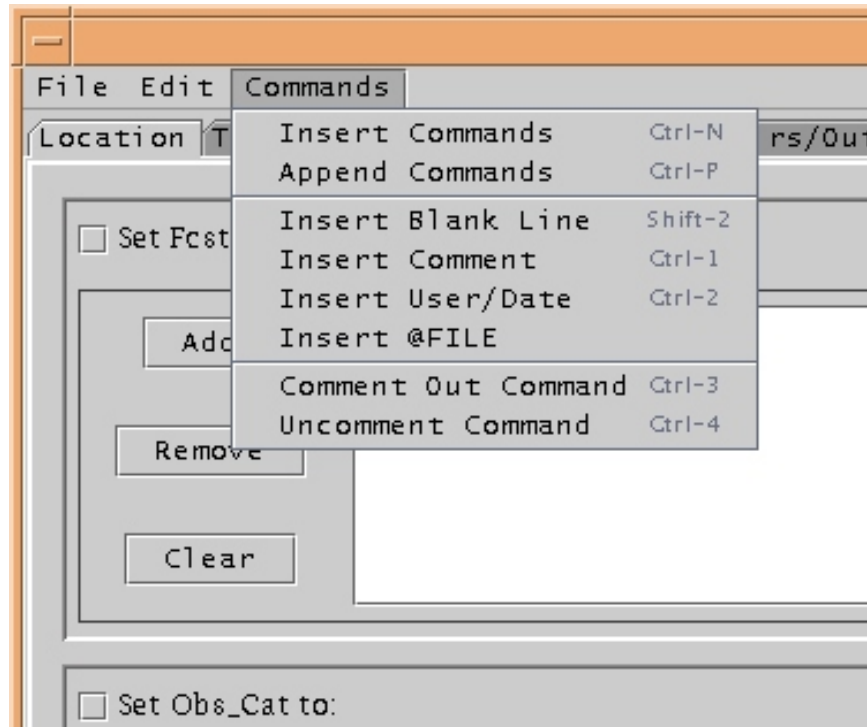 File Edit Commands
Location T rs/Out
Insert Commands Ctrl-N
Append Commands Ctrl-P
Set Fcst
Insert Blank Line Shift-2
Insert Comment Ctrl-1
Insert User/Date Ctrl-2
Add
Insert @FILE
Comment Out Command Ctrl-3
Uncomment Command Ctrl-4
Remove
Clear
Set Obs_Cat to: